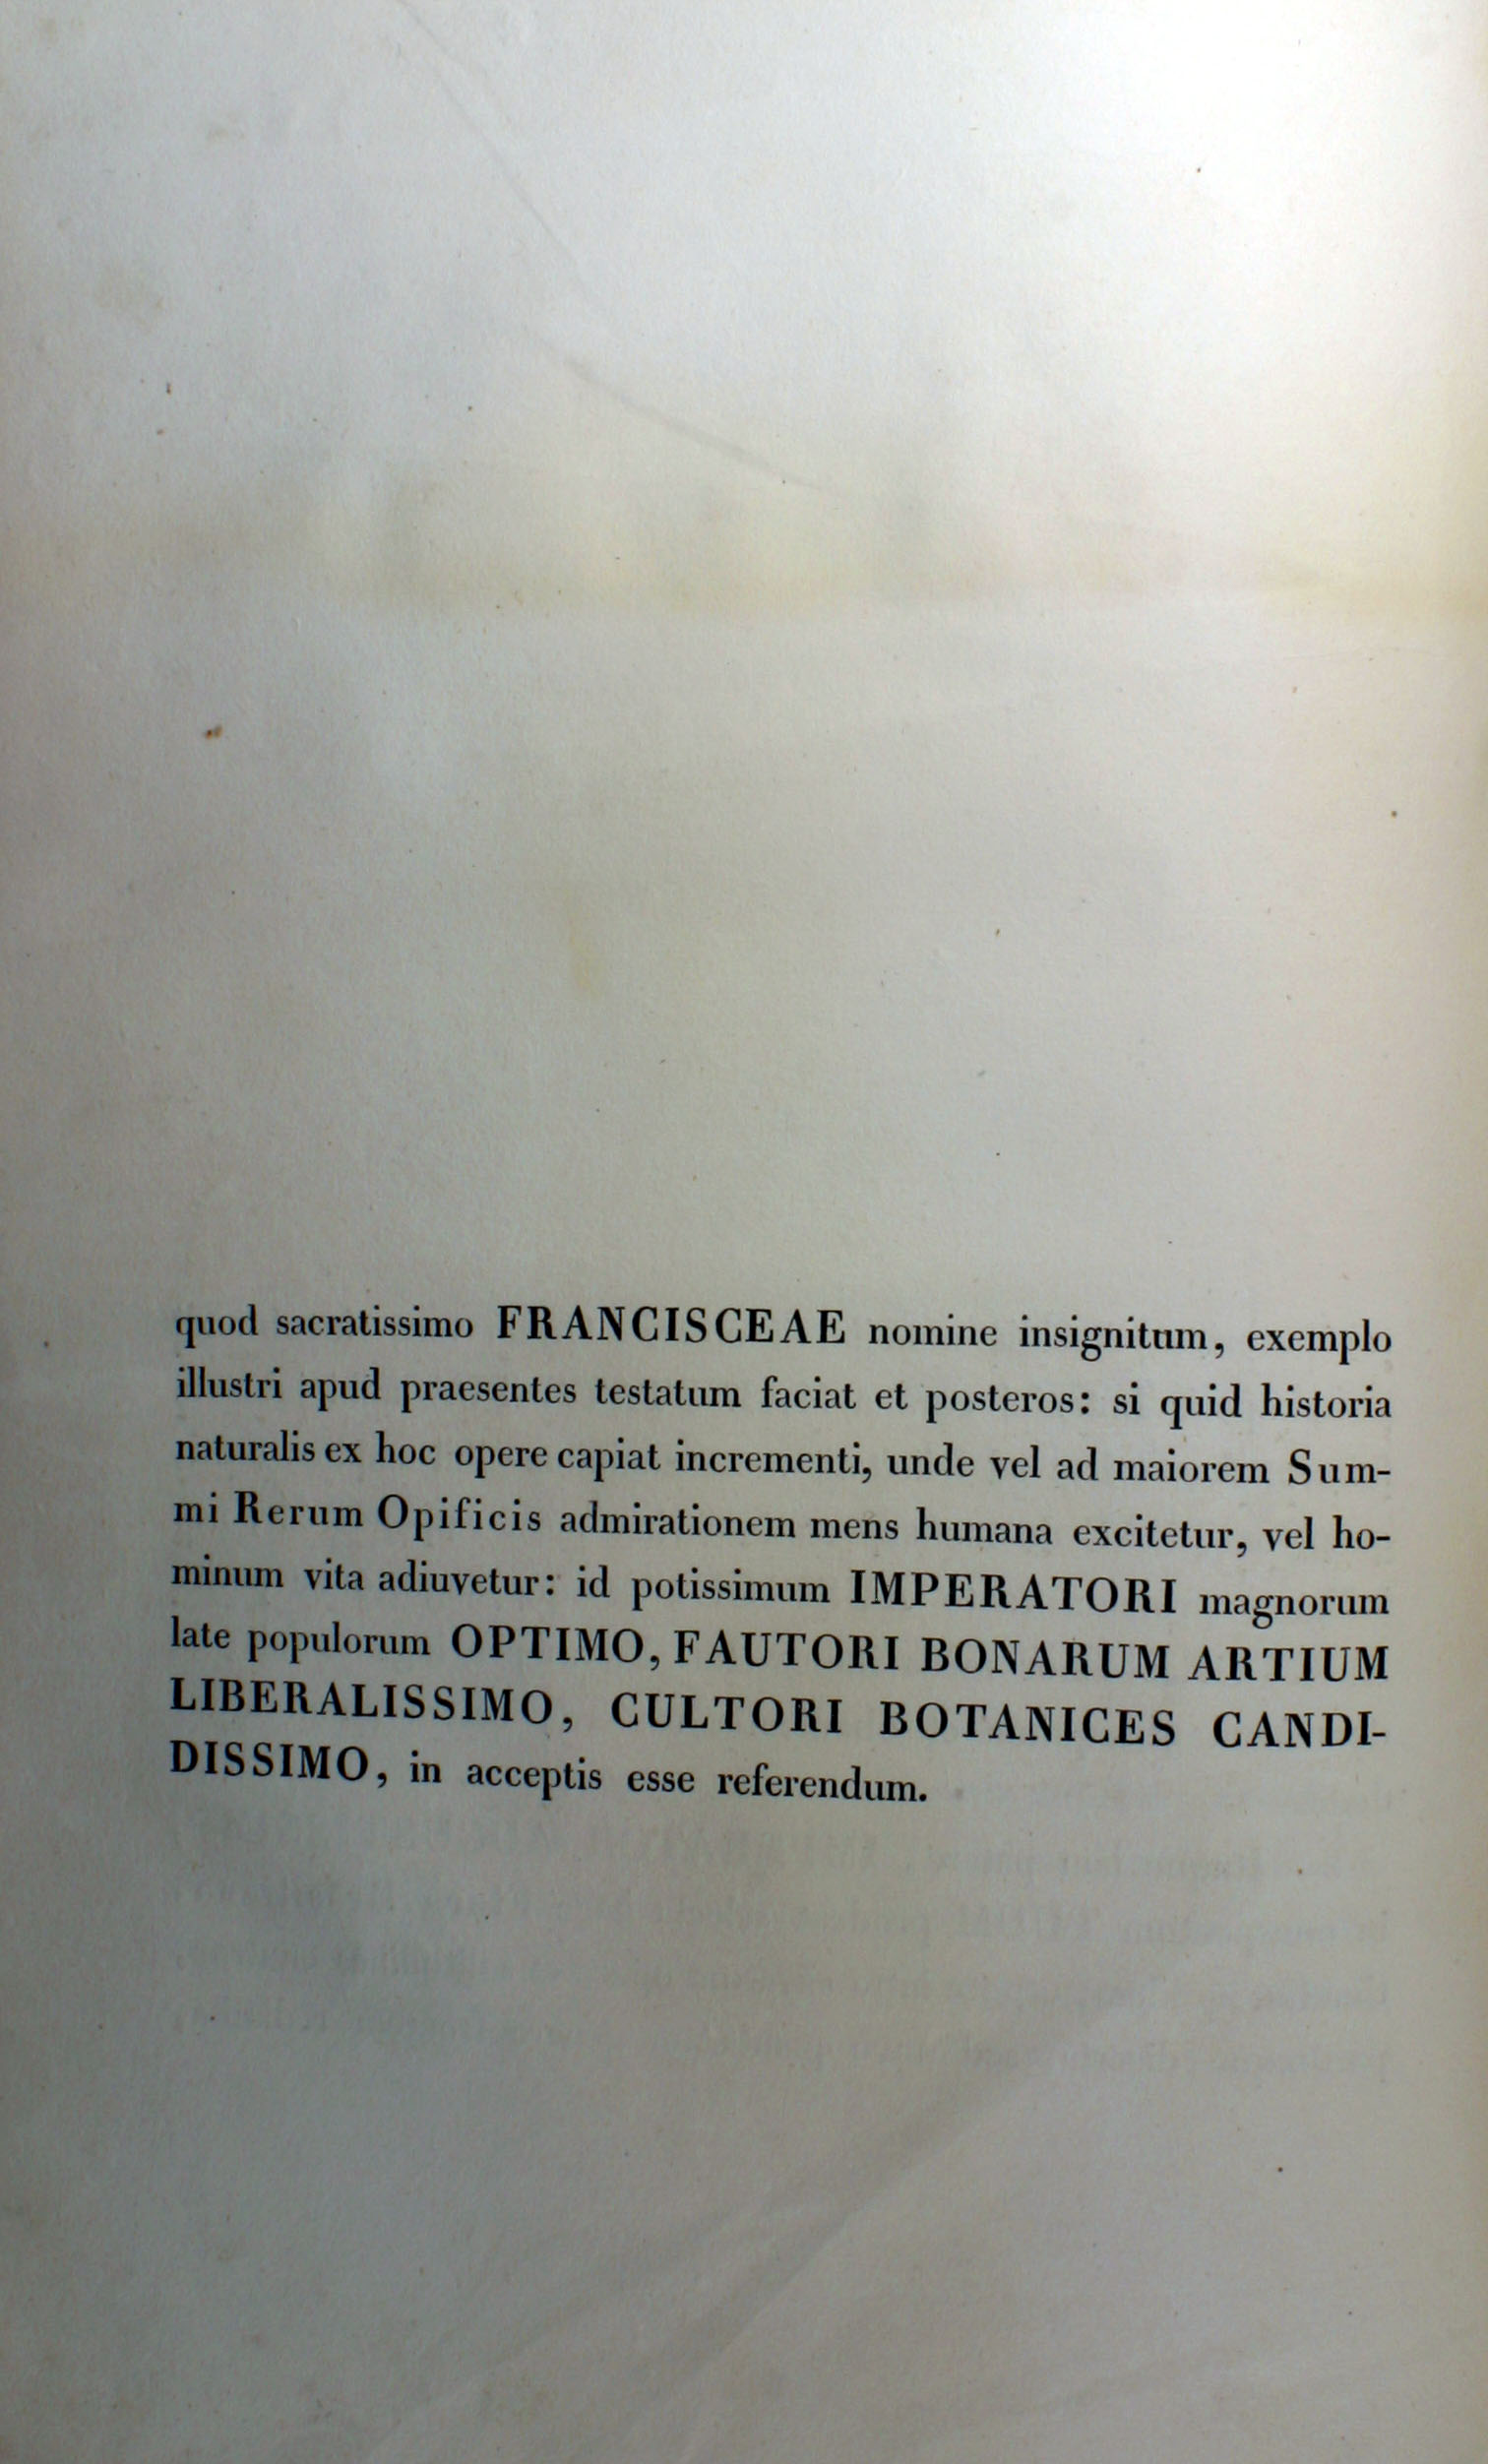 quod sacratissimo FRANCISCEAE nomine insignitum, exemplo
illustri apud praesentes testatum faciat et posteros: si quid historia
naturalis ex hoc opere capiat incrementi, unde vel ad maiorem Sum-
mi Rerum Opificis admirationem mens humana excitetur, vel ho-
minum vita adiuvetur: id potissimum IMPERATORI magnorum
late populorum OPTIMO, FAUTORI BONARUM ARTIUM
LIBERALISSIMO, CULTORI BOTANICES CANDI-
DISSIMO, in acceptis esse referendum.